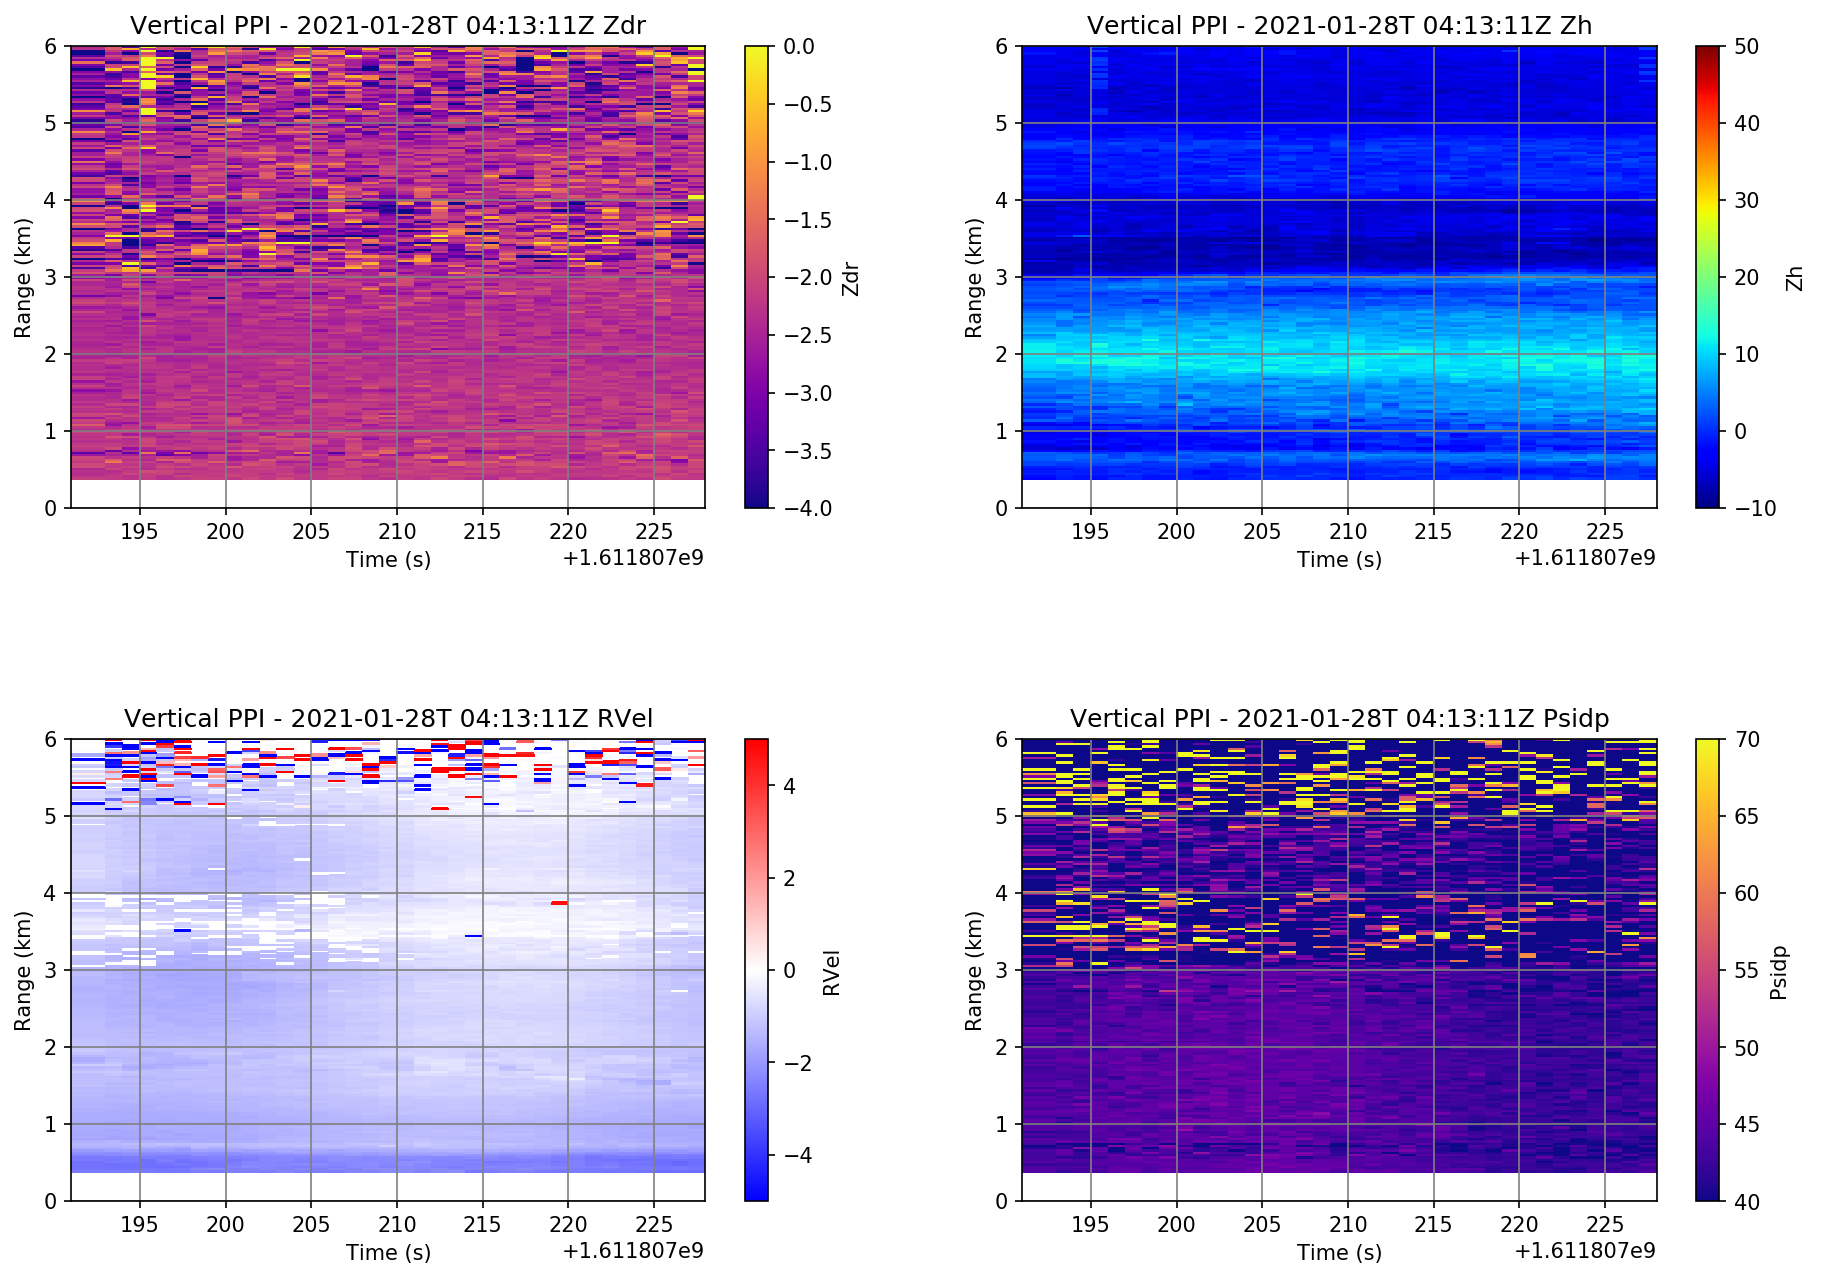 Vertical PPI - 2021-01-28T 04:13:11Z Zdr
6
5
4
3
2
1
0
Range (km)
195 200 205 210 215 220 225
Time (s)
+1.611807e9
0.0
−0.5
−1.0
−1.5
−2.0
−2.5
−3.0
−3.5
−4.0
Zdr
Vertical PPI - 2021-01-28T 04:13:11Z Zh
6
5
4
3
2
1
0
Range (km)
195 200 205 210 215 220 225
Time (s)
+1.611807e9
50
40
30
20
10
0
−10
Zh
Vertical PPI - 2021-01-28T 04:13:11Z RVel
6
5
4
3
2
1
0
Range (km)
195 200 205 210 215 220 225
Time (s)
+1.611807e9
4
2
0
−2
−4
RVel
Vertical PPI - 2021-01-28T 04:13:11Z Psidp
6
5
4
3
2
1
0
Range (km)
195 200 205 210 215 220 225
Time (s)
+1.611807e9
70
65
60
55
50
45
40
Psidp